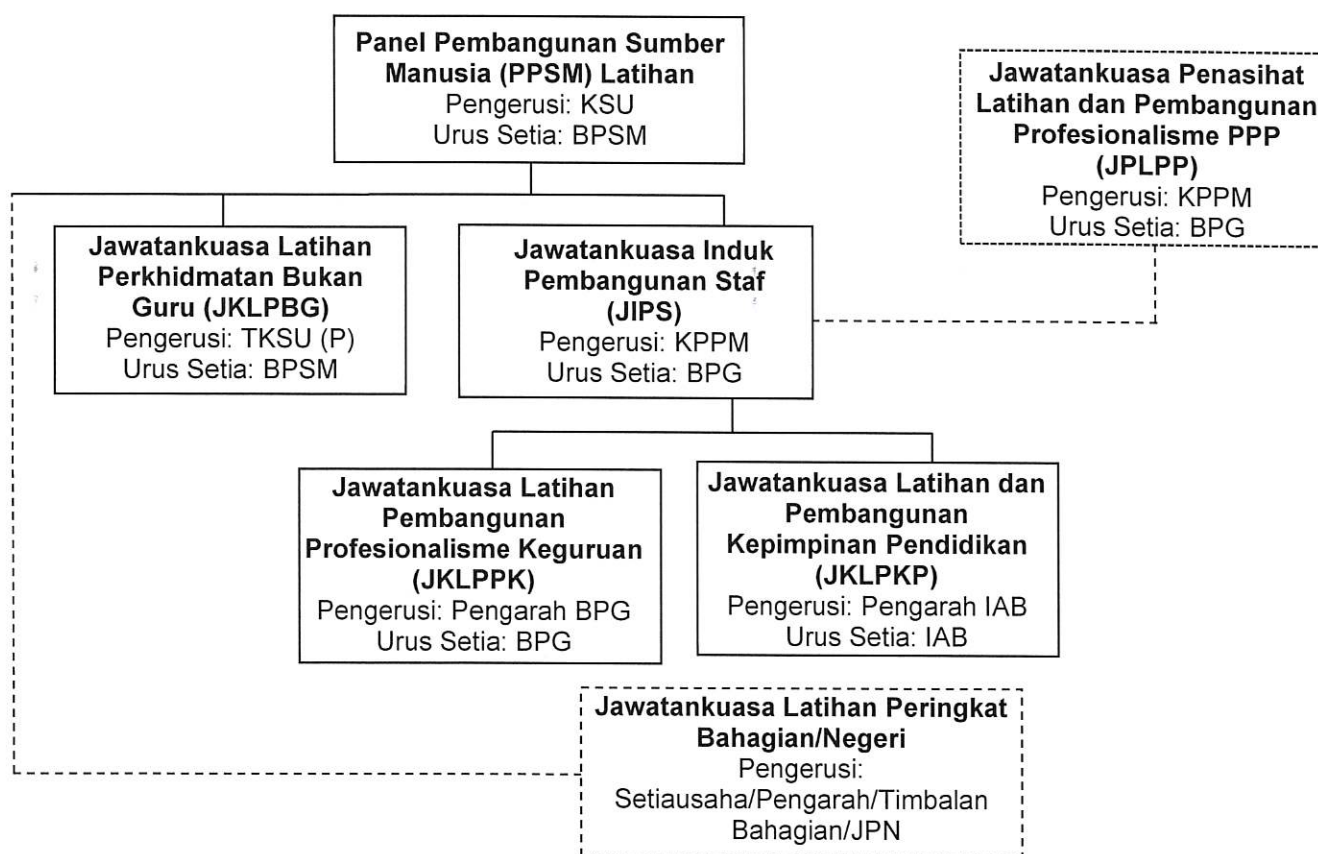 Panel Pembangunan Sumber
Manusia (PPSM) Latihan
Pengerusi: KSU
Urus Setia: BPSM
Jawatankuasa Penasihat
Latihan dan Pembangunan
Profesionalisme PPP
(JPLPP)
Pengerusi: KPPM
Urus Setia: BPG
Jawatankuasa Latihan
Perkhidmatan Bukan
Guru (JKLPBG)
Pengerusi: TKSU (P)
Urus Setia: BPSM
Jawatankuasa Induk
Pembangunan Staf
(JIPS)
Pengerusi: KPPM
Urus Setia: BPG
Jawatankuasa Latihan
Pembangunan
Profesionalisme Keguruan
(JKLPPK)
Pengerusi: Pengarah BPG
Urus Setia: BPG
Jawatankuasa Latihan dan
Pembangunan
Kepimpinan Pendidikan
(JKLPKP)
Pengerusi: Pengarah IAB
Urus Setia: IAB
Jawatankuasa Latihan Peringkat
Bahagian/Negeri
Pengerusi:
Setiausaha/Pengarah/Timbalan
Bahagian/JPN